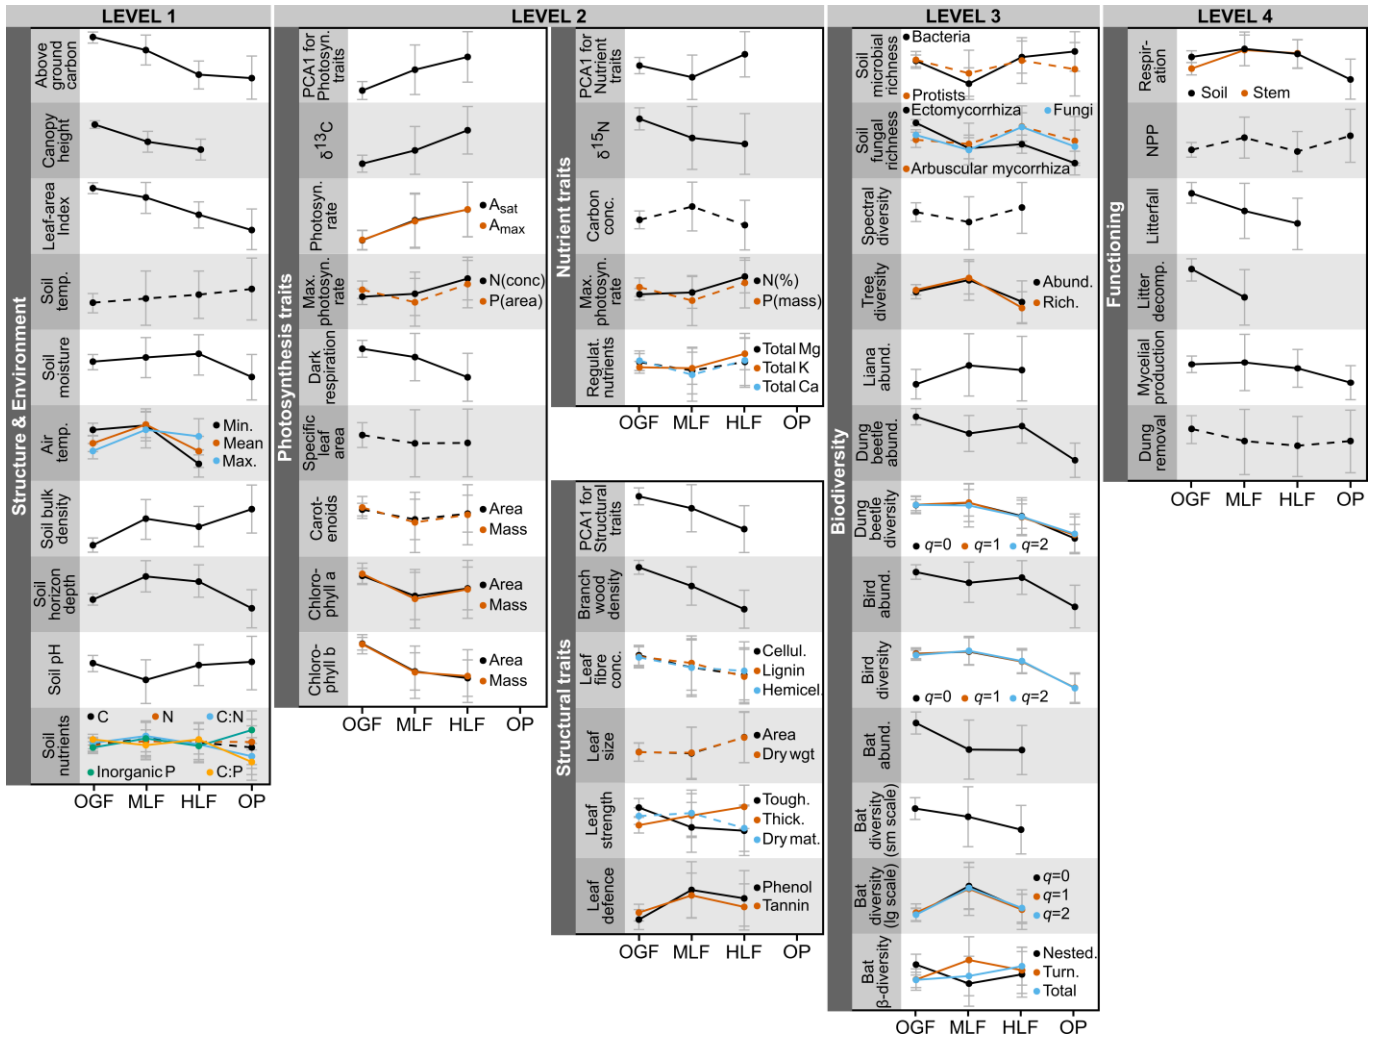 LEVEL 1
LEVEL 2
LEVEL 3
LEVEL 4
Structure & Environment
Above
ground
carbon
Canopy
height
Leaf-area
Index
Soil
temp.
Soil
moisture
Air
temp.
Min.
Mean
Max.
Soil bulk
density
Soil
horizon
depth
Soil pH
Soil
nutrients
C
N
C:N
Inorganic P
C:P
OGF MLF HLF OP
Photosynthesis traits
PCA1 for
Photosyn.
traits
δ13C
Photosyn.
rate
Asat
Amax
Max.
photosyn.
rate
N(conc)
P(area)
Dark
respiration
Specific
leaf
area
Carot-
enoids
Area
Mass
Chloro-
phyll a
Area
Mass
Chloro-
phyll b
Area
Mass
OGF MLF HLF OP
Nutrient traits
PCA1 for
Nutrient
traits
δ15N
Carbon
conc.
Max.
photosyn.
rate
N(%)
P(mass)
Regulat.
nutrients
Total Mg
Total K
Total Ca
OGF MLF HLF OP
Structural traits
PCA1 for
Structural
traits
Branch
wood
density
Leaf
fibre
conc.
Cellul.
Lignin
Hemicel.
Leaf
size
Area
Dry wgt
Leaf
strength
Tough.
Thick.
Dry mat.
Leaf
defence
Phenol
Tannin
OGF MLF HLF OP
Biodiversity
Soil
microbial
richness
Bacteria
Protists
Soil
fungal
richness
Ectomycorrhiza
Fungi
Arbuscular mycorrhiza
Spectral
diversity
Tree
diversity
Abund.
Rich.
Liana
abund.
Dung
beetle
abund.
Dung
beetle
diversity
q=0 q=1 q=2
Bird
abund.
Bird
diversity
q=0 q=1 q=2
Bat
abund.
Bat
diversity
(sm scale)
Bat
diversity
(lg scale)
q=0
q=1
q=2
Bat
β-diversity
Nested.
Turn.
Total
OGF MLF HLF OP
Functioning
Respir-
ation
Soil
Stem
NPP
Litterfall
Litter
decomp.
Mycelial
production
Dung
removal
OGF MLF HLF OP